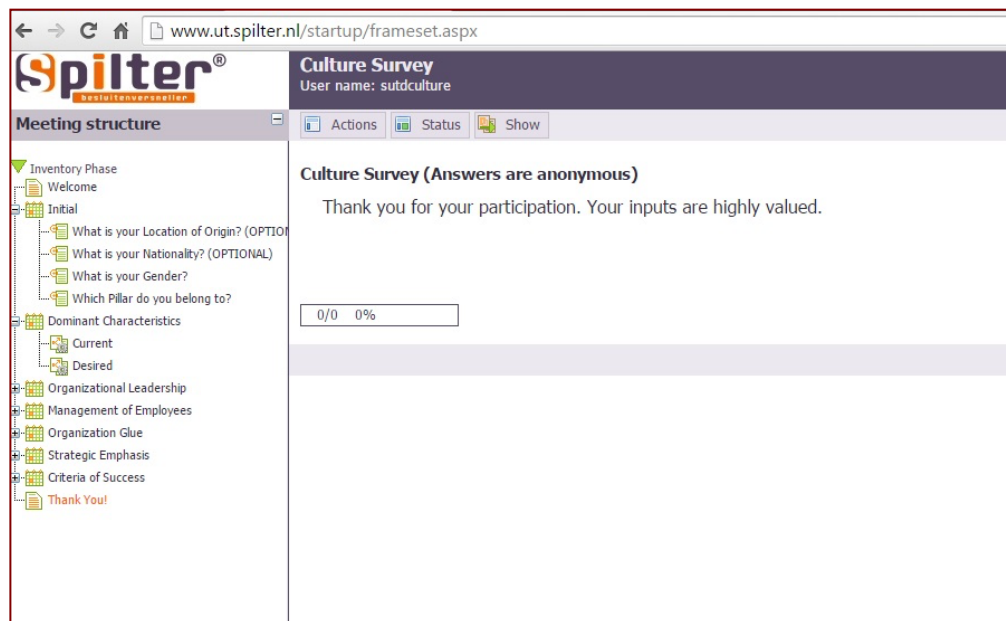 www.ut.spilter.nl/startup/frameset.aspx
Spilter®
besluitenversneller
Culture Survey
User name: sutdculture
Meeting structure
Actions
Status
Show
Inventory Phase
Welcome
Initial
What is your Location of Origin? (OPTION
What is your Nationality? (OPTIONAL)
What is your Gender?
Which Pillar do you belong to?
Dominant Characteristics
Current
Desired
Organizational Leadership
Management of Employees
Organization Glue
Strategic Emphasis
Criteria of Success
Thank You!
Culture Survey (Answers are anonymous)
Thank you for your participation. Your inputs are highly valued.
0/0 0%